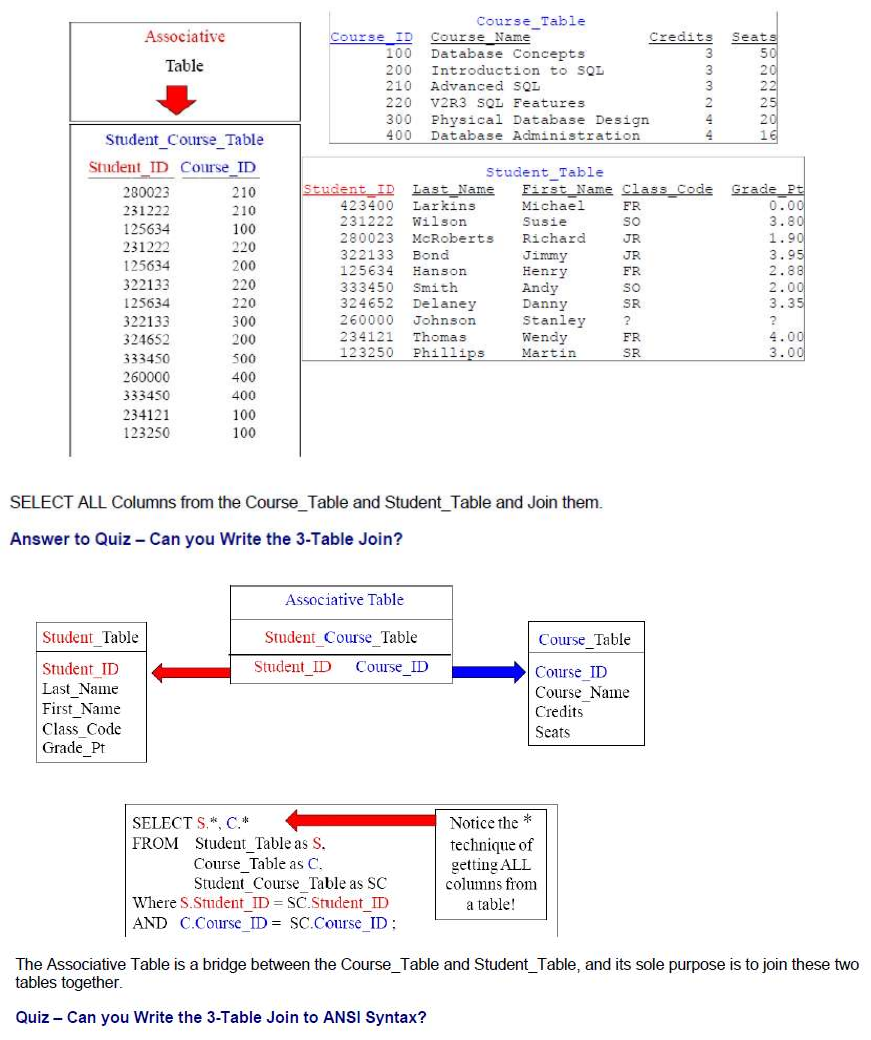 Associative
Table
Student_Course_Table
Student_ID Course_ID
280023 210
231222 210
125634 100
231222 220
125634 200
322133 220
125634 220
322133 300
324652 200
333450 500
260000 400
333450 400
234121 100
123250 100
Course_Table
Course_ID Course_Name Credits Seats
100 Database Concepts 3 50
200 Introduction to SQL 3 20
210 Advanced SQL 3 22
220 V2R3 SQL Features 2 25
300 Physical Database Design 4 20
400 Database Administration 4 16
Student_Table
Student_ID Last_Name First_Name Class_Code Grade_Pt
423400 Larkins Michael FR 0.00
231222 Wilson Susie SO 3.80
280023 McRoberts Richard JR 1.90
322133 Bond Jimmy JR 3.95
125634 Hanson Henry FR 2.88
333450 Smith Andy SO 2.00
324652 Delaney Danny SR 3.35
260000 Johnson Stanley ? ?
234121 Thomas Wendy FR 4.00
123250 Phillips Martin SR 3.00
SELECT ALL Columns from the Course_Table and Student_Table and Join them.
Answer to Quiz – Can you Write the 3-Table Join?
Associative Table
Student_Course_Table
Student_ID Course_ID
Student_Table
Student_ID
Last_Name
First_Name
Class_Code
Grade_Pt
Course_Table
Course_ID
Course_Name
Credits
Seats
SELECT S.*, C.*
FROM Student_Table as S,
Course_Table as C,
Student_Course_Table as SC
Where S.Student_ID = SC.Student_ID
AND C.Course_ID = SC.Course_ID ;
Notice the *
technique of
getting ALL
columns from
a table!
The Associative Table is a bridge between the Course_Table and Student_Table, and its sole purpose is to join these two
tables together.
Quiz – Can you Write the 3-Table Join to ANSI Syntax?